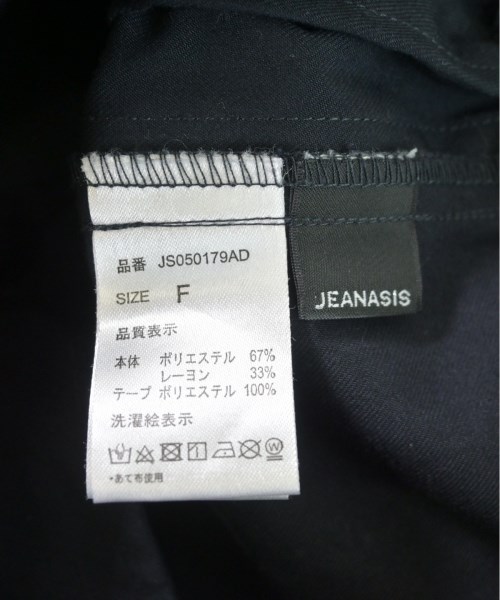 品番 JS050179AD
SIZE F
品質表示
本体 ポリエステル 67%
レーヨン 33%
テープ ポリエステル 100%
洗濯絵表示
*あて布使用
JEANASIS